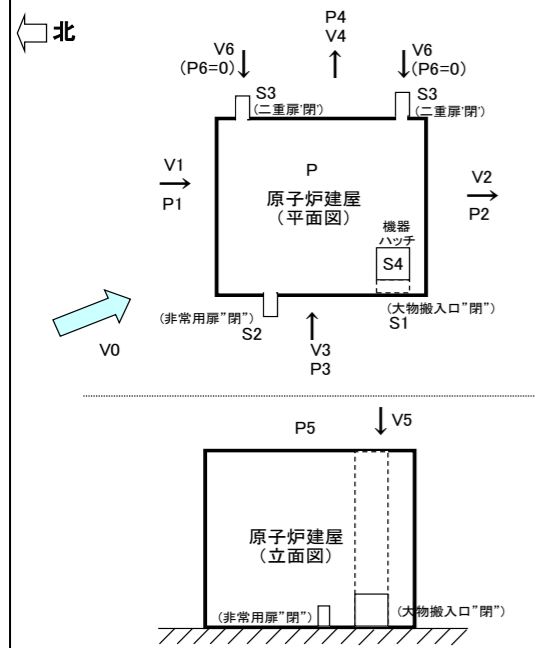 北
P4
V4
V6
(P6=0)
V6
(P6=0)
S3
(二重扉'閉')
S3
(二重扉'閉')
V1
P1
P
原子炉建屋
(平面図)
V2
P2
機器
ハッチ
S4
(非常用扉"閉")
S2
(大物搬入口"閉")
S1
V0
V3
P3
P5
V5
原子炉建屋
(立面図)
(非常用扉"閉")
(大物搬入口"閉")